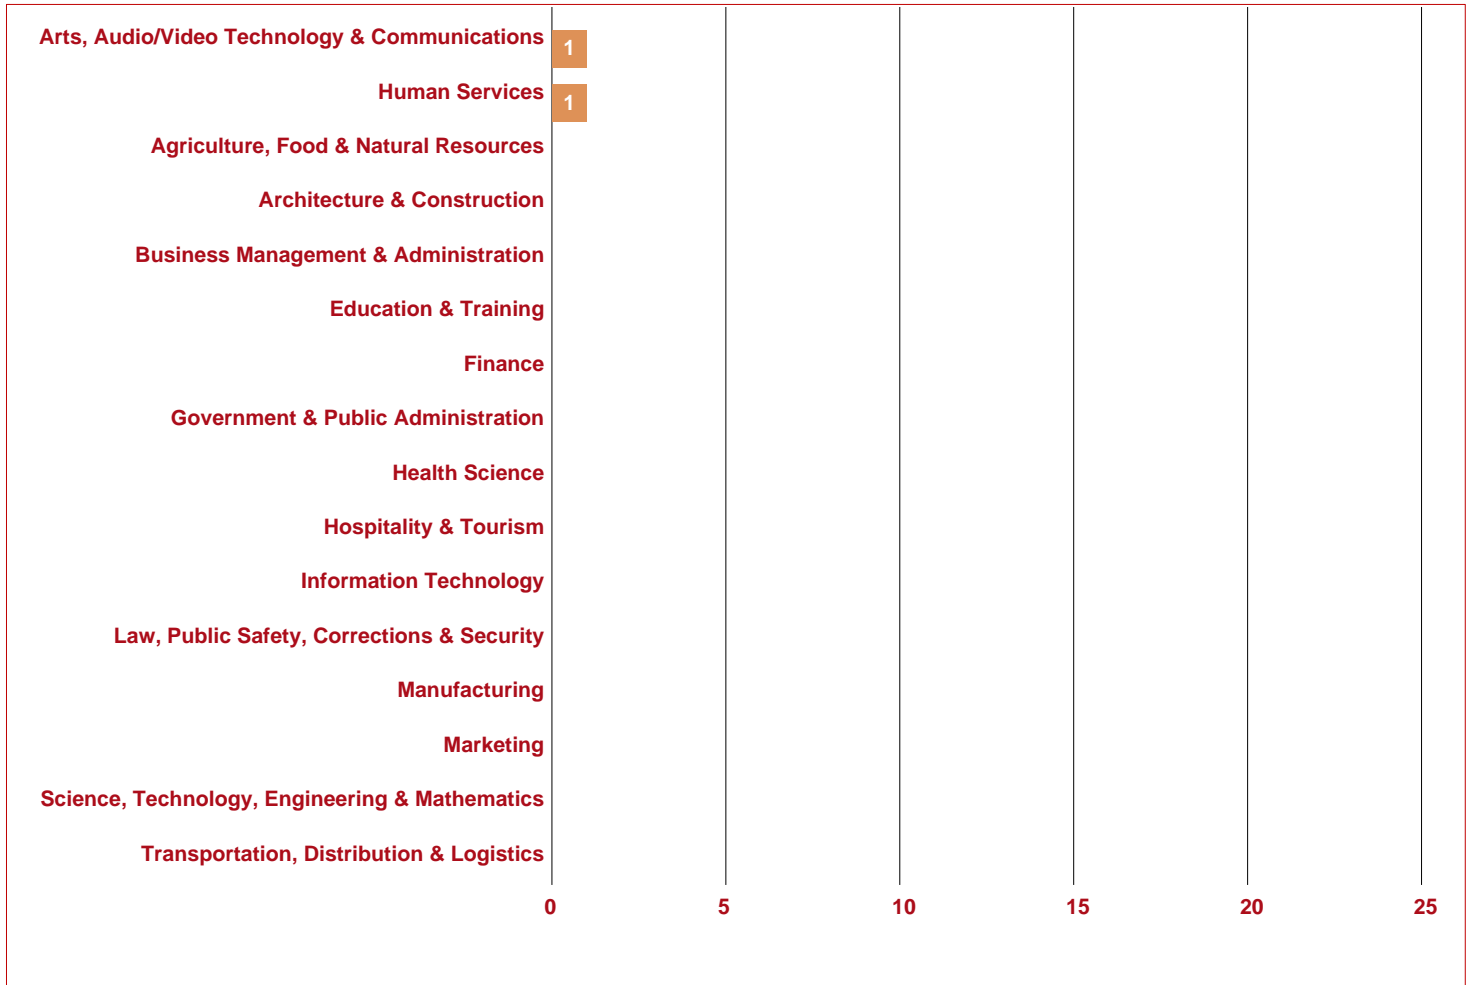 Arts, Audio/Video Technology & Communications 1
Human Services 1
Agriculture, Food & Natural Resources
Architecture & Construction
Business Management & Administration
Education & Training
Finance
Government & Public Administration
Health Science
Hospitality & Tourism
Information Technology
Law, Public Safety, Corrections & Security
Manufacturing
Marketing
Science, Technology, Engineering & Mathematics
Transportation, Distribution & Logistics
0 5 10 15 20 25